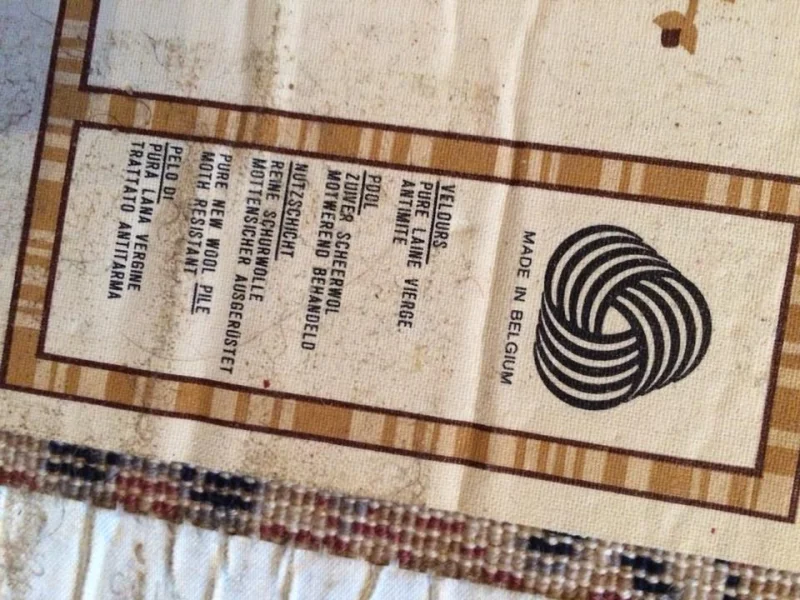 MADE IN BELGIUM
VELOURS
PURE LAINE VIERGE
ANTIMITE
POOL
ZUIVER SCHEERWOL
MOTWEREND BEHANDELD
NUTZSCHICHT
REINE SCHURWOLLE
MOTTENSICHER AUSGERÜSTET
PURE NEW WOOL PILE
MOTH RESISTANT
PELO DI
PURA LANA VERGINE
TRATTATO ANTITARMA